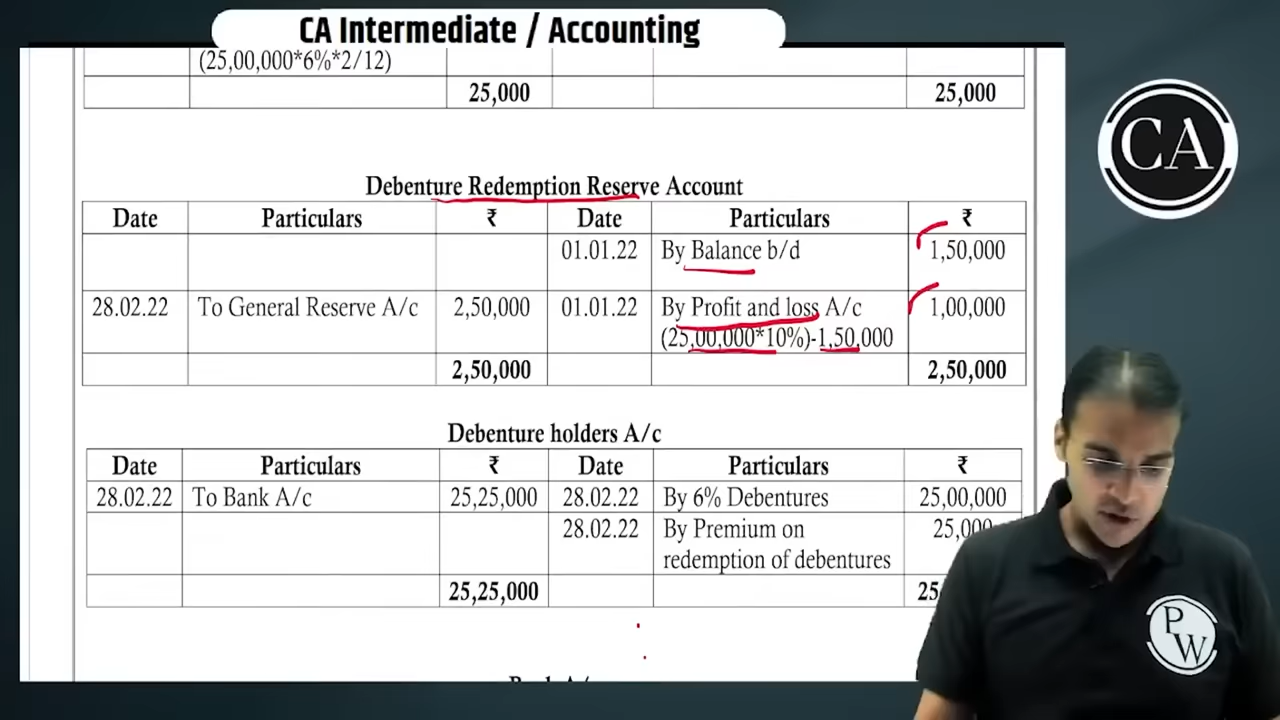 CA Intermediate / Accounting
(25,00,000*6%*2/12)
25,000 25,000
CA
Debenture Redemption Reserve Account
Date Particulars ₹ Date Particulars ₹
01.01.22 By Balance b/d 1,50,000
28.02.22 To General Reserve A/c 2,50,000 01.01.22 By Profit and loss A/c 1,00,000
(25,00,000*10%)-1,50,000
2,50,000 2,50,000
Debenture holders A/c
Date Particulars ₹ Date Particulars ₹
28.02.22 To Bank A/c 25,25,000 28.02.22 By 6% Debentures 25,00,000
28.02.22 By Premium on 25,000
redemption of debentures
25,25,000
PW